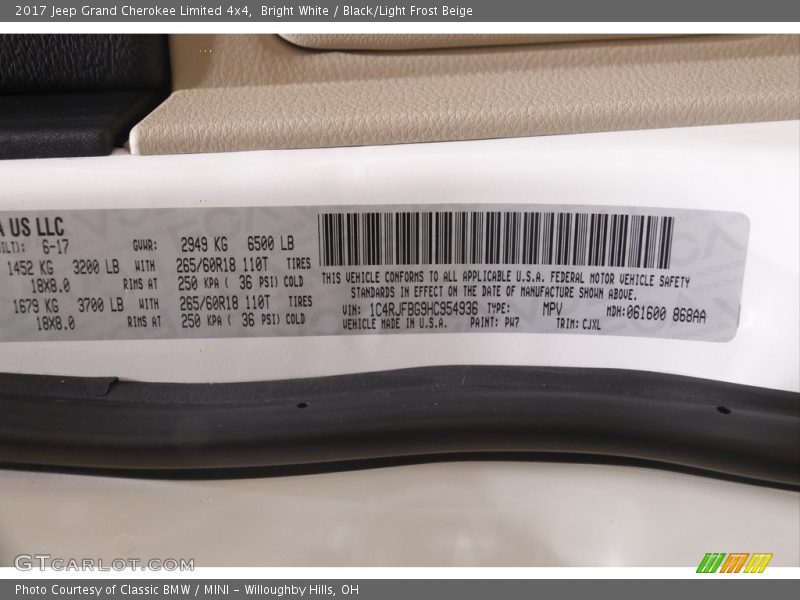 2017 Jeep Grand Cherokee Limited 4x4,  Bright White / Black/Light Frost Beige
A US LLC
ILT): 6-17 GVWR: 2949 KG 6500 LB
1452 KG 3200 LB WITH 265/60R18 110T TIRES
18X8.0 RIMS AT 250 KPA ( 36 PSI) COLD
1679 KG 3700 LB WITH 265/60R18 110T TIRES
18X8.0 RIMS AT 250 KPA ( 36 PSI) COLD
THIS VEHICLE CONFORMS TO ALL APPLICABLE U.S.A. FEDERAL MOTOR VEHICLE SAFETY
STANDARDS IN EFFECT ON THE DATE OF MANUFACTURE SHOWN ABOVE.
VIN: 1C4RJFBG9HC954936 TYPE: MPV MDH:061600 868AA
VEHICLE MADE IN U.S.A. PAINT: PW7 TRIM: CJXL
GTCarLot.com
Photo Courtesy of Classic BMW / MINI - Willoughby Hills, OH